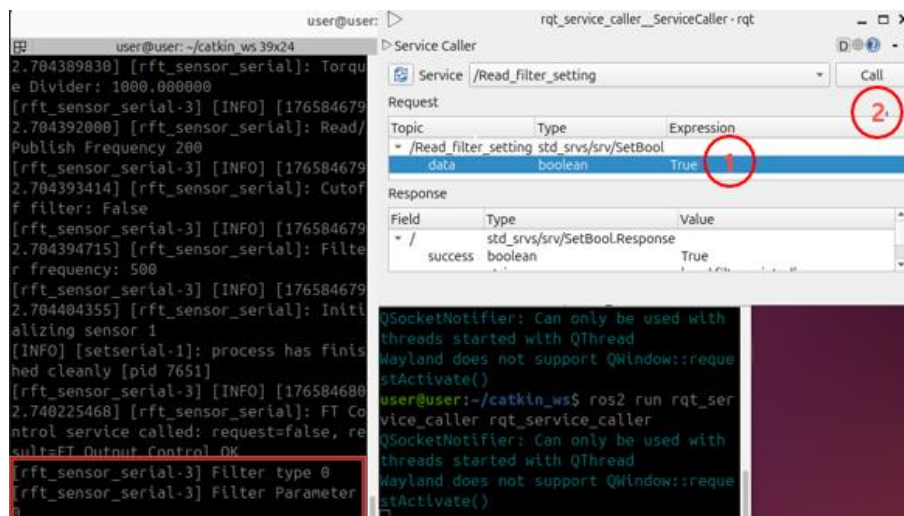 user@user:
user@user: ~/catkin_ws 39x24
2.704389830] [rft_sensor_serial]: Torqu
e Divider: 1000.000000
[rft_sensor_serial-3] [INFO] [176584679
2.704392000] [rft_sensor_serial]: Read/
Publish Frequency 200
[rft_sensor_serial-3] [INFO] [176584679
2.704393414] [rft_sensor_serial]: Cutof
f filter: False
[rft_sensor_serial-3] [INFO] [176584679
2.704394715] [rft_sensor_serial]: Filte
r frequency: 500
[rft_sensor_serial-3] [INFO] [176584679
2.704404355] [rft_sensor_serial]: Initi
alizing sensor 1
[INFO] [setserial-1]: process has finis
hed cleanly [pid 7651]
[rft_sensor_serial-3] [INFO] [176584680
2.740225468] [rft_sensor_serial]: FT Co
ntrol service called: request=false, re
sult=FT Output Control OK
[rft_sensor_serial-3] Filter type 0
[rft_sensor_serial-3] Filter Parameter
0
rqt_service_caller__ServiceCaller - rqt
Service Caller
D
Service /Read_filter_setting Call
2
Request
Topic Type Expression
/Read_filter_setting std_srvs/srv/SetBool
data boolean True
1
Response
Field Type Value
/ std_srvs/srv/SetBool.Response
success boolean True
QSocketNotifier: Can only be used with
threads started with QThread
Wayland does not support QWindow::reque
stActivate()
user@user:~/catkin_ws$ ros2 run rqt_ser
vice_caller rqt_service_caller
QSocketNotifier: Can only be used with
threads started with QThread
Wayland does not support QWindow::reque
stActivate()